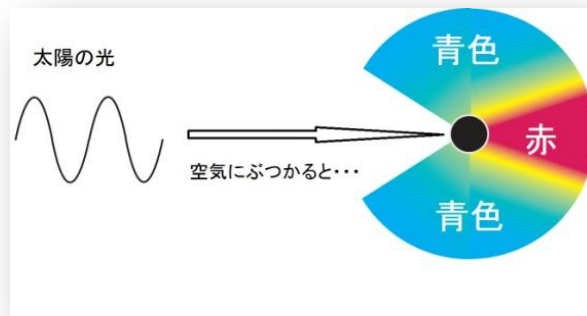 太陽の光
空気にぶつかると・・・
青色
赤
青色